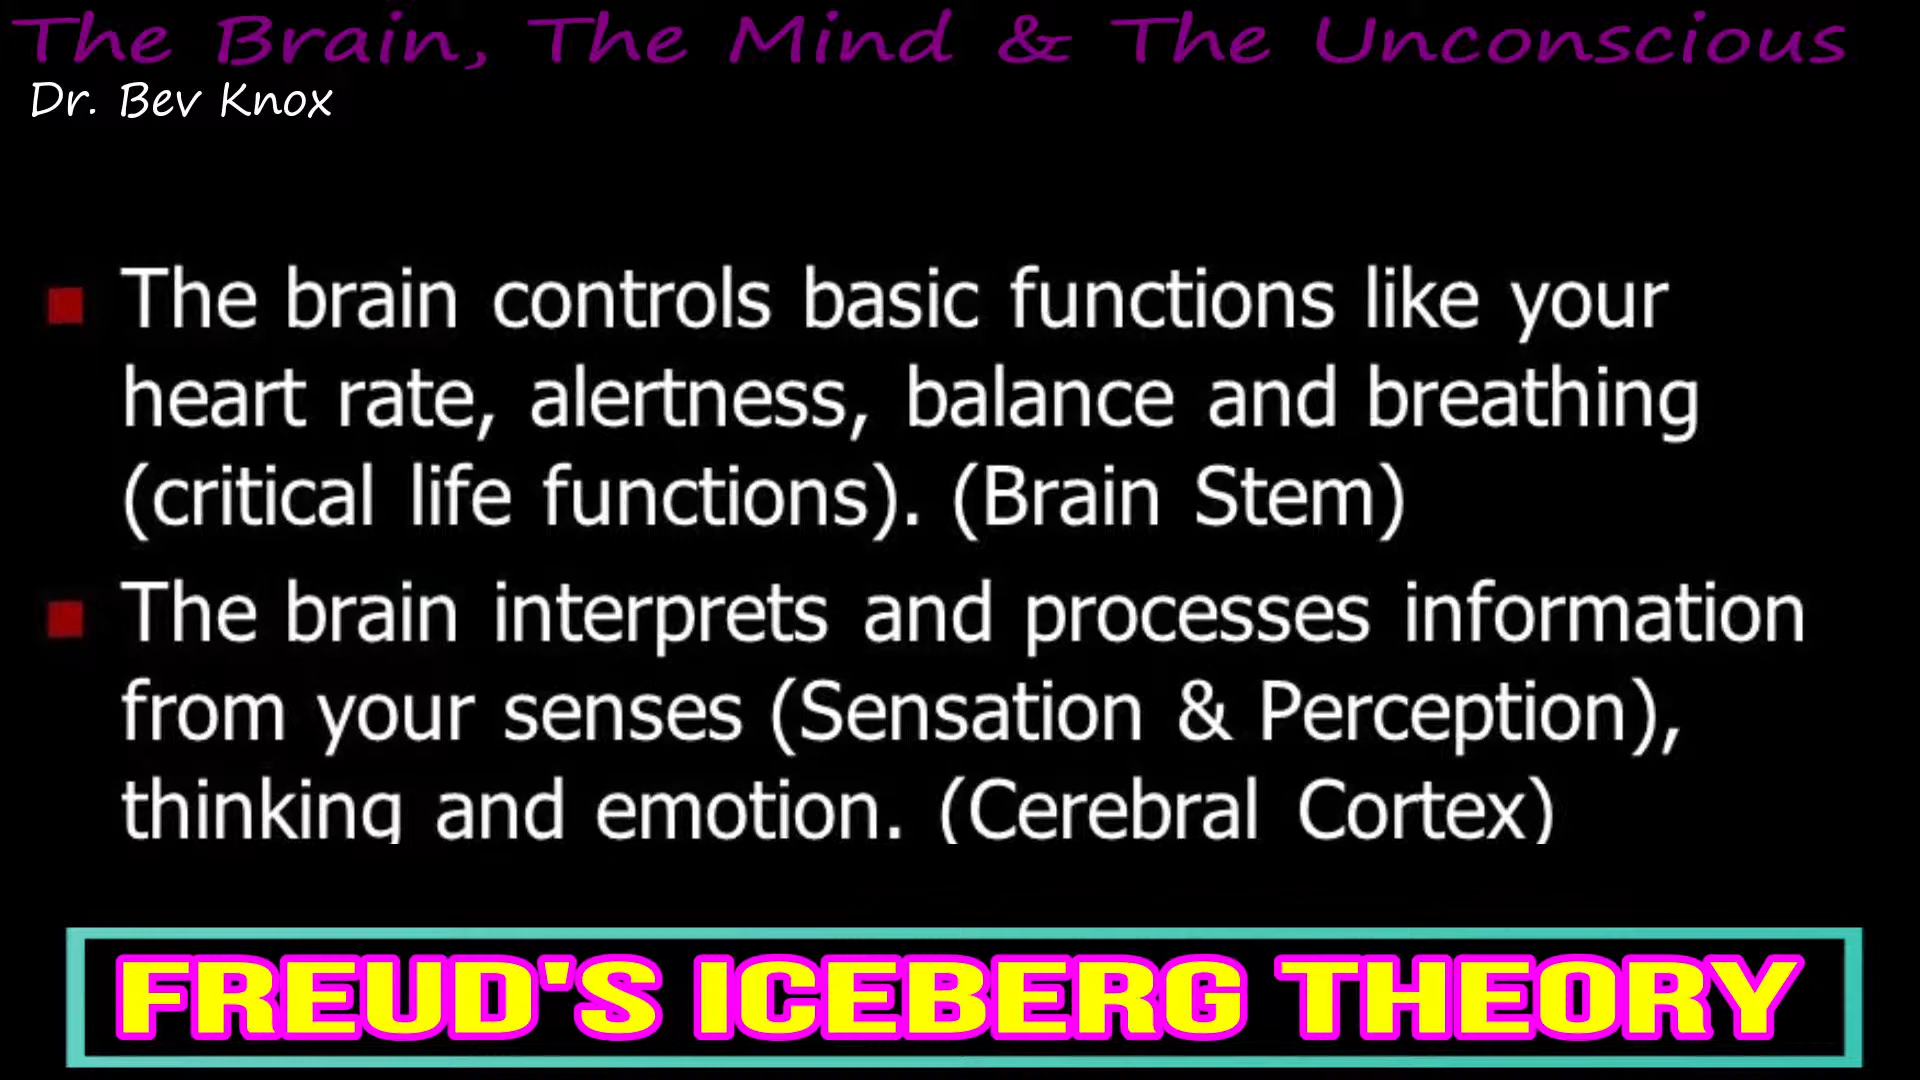 The Brain, The Mind & The Unconscious
Dr. Bev Knox
The brain controls basic functions like your
heart rate, alertness, balance and breathing
(critical life functions). (Brain Stem)
The brain interprets and processes information
from your senses (Sensation & Perception),
thinking and emotion. (Cerebral Cortex)
FREUD'S ICEBERG THEORY